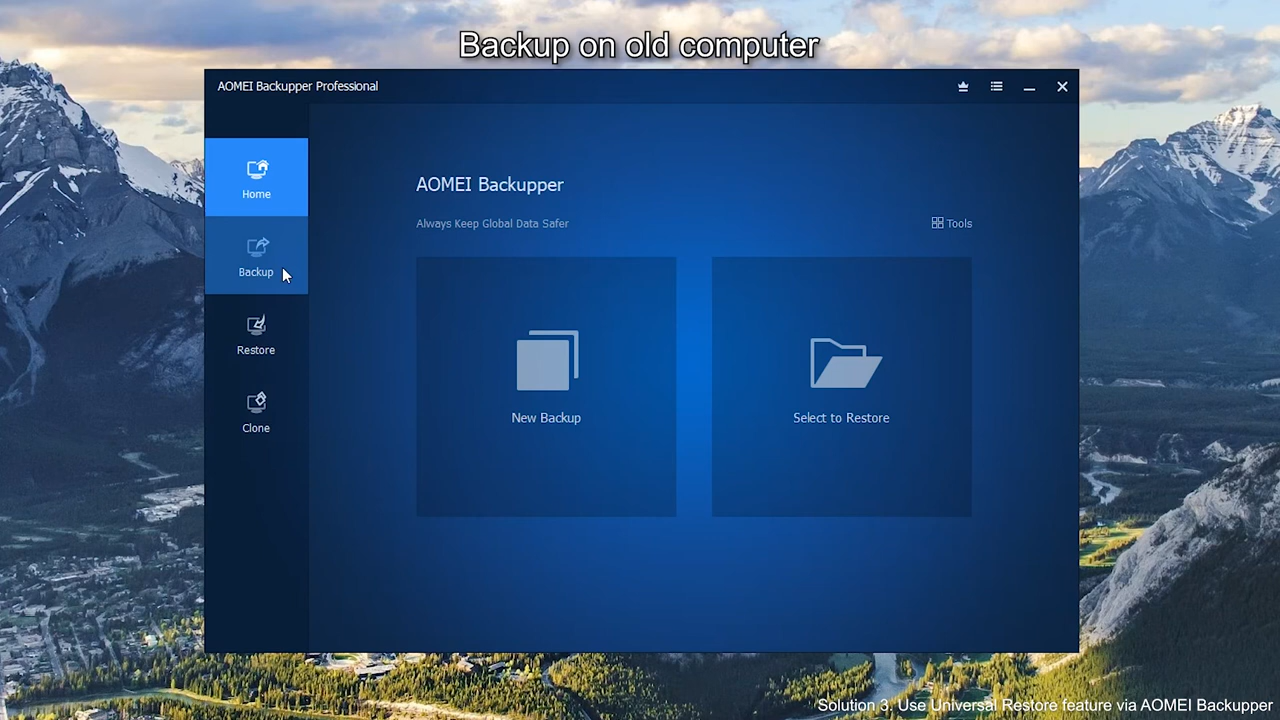 Backup on old computer
AOMEI Backupper Professional
Home
Backup
Restore
Clone
AOMEI Backupper
Always Keep Global Data Safer
Tools
New Backup
Select to Restore
Solution 3. Use Universal Restore feature via AOMEI Backupper